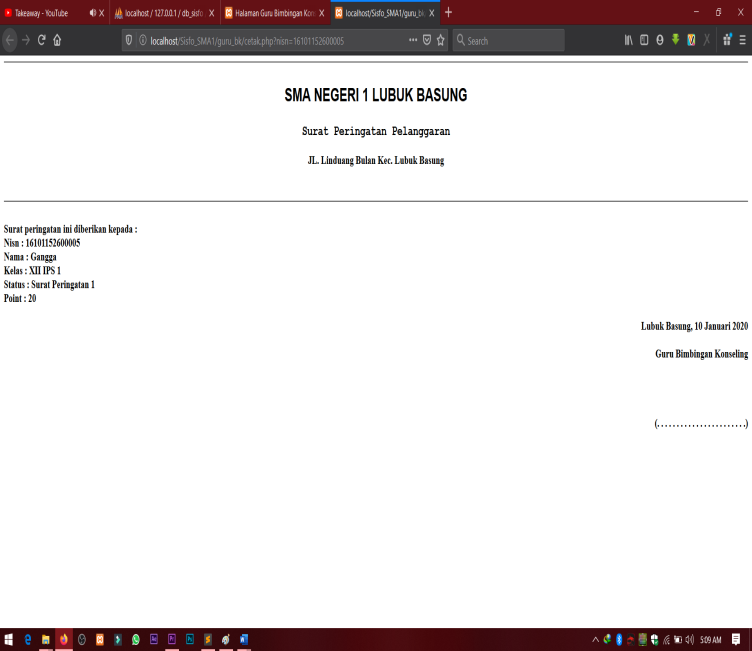 Takeaway - YouTube
localhost / 127.0.0.1 / db_sisfo
Halaman Guru Bimbingan Kons
localhost/Sisfo_SMA1/guru_bk
localhost/Sisfo_SMA1/guru_bk/cetak.php?nisn=16101152600005
Search
SMA NEGERI 1 LUBUK BASUNG
Surat Peringatan Pelanggaran
JL. Linduang Bulan Kec. Lubuk Basung
Surat peringatan ini diberikan kepada :
Nisn : 16101152600005
Nama : Gangga
Kelas : XII IPS 1
Status : Surat Peringatan 1
Point : 20
Lubuk Basung, 10 Januari 2020
Guru Bimbingan Konseling
(.......................)
5:09 AM